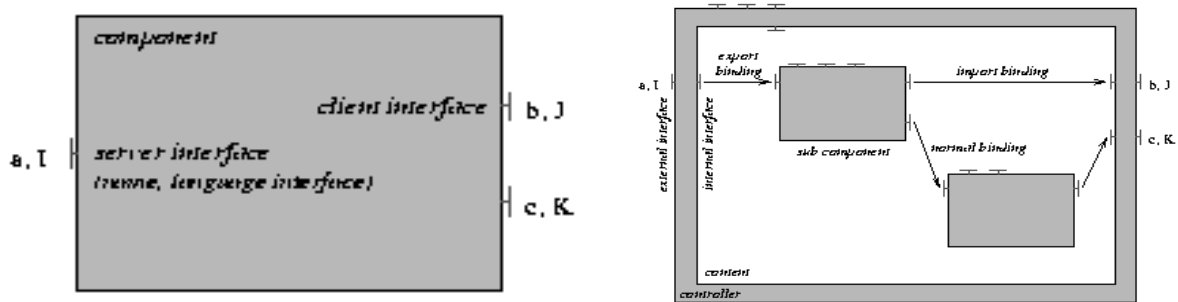 component
client interface
b, J
a, I
server interface
(name, language interface)
c, K
export
binding
import binding
a, I
b, J
external interface
internal interface
sub component
normal binding
c, K
content
controller